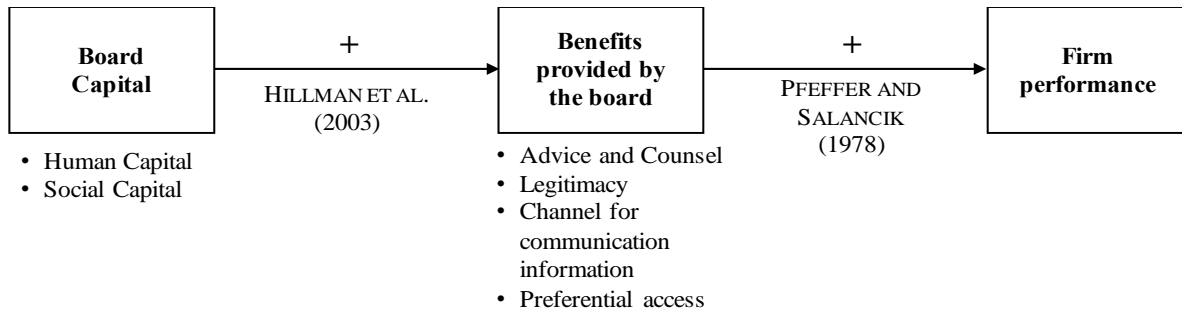 Board
Capital
• Human Capital
• Social Capital
+
HILLMAN ET AL.
(2003)
Benefits
provided by
the board
• Advice and Counsel
• Legitimacy
• Channel for
communication
information
• Preferential access
+
PFEFFER AND
SALANCIK
(1978)
Firm
performance